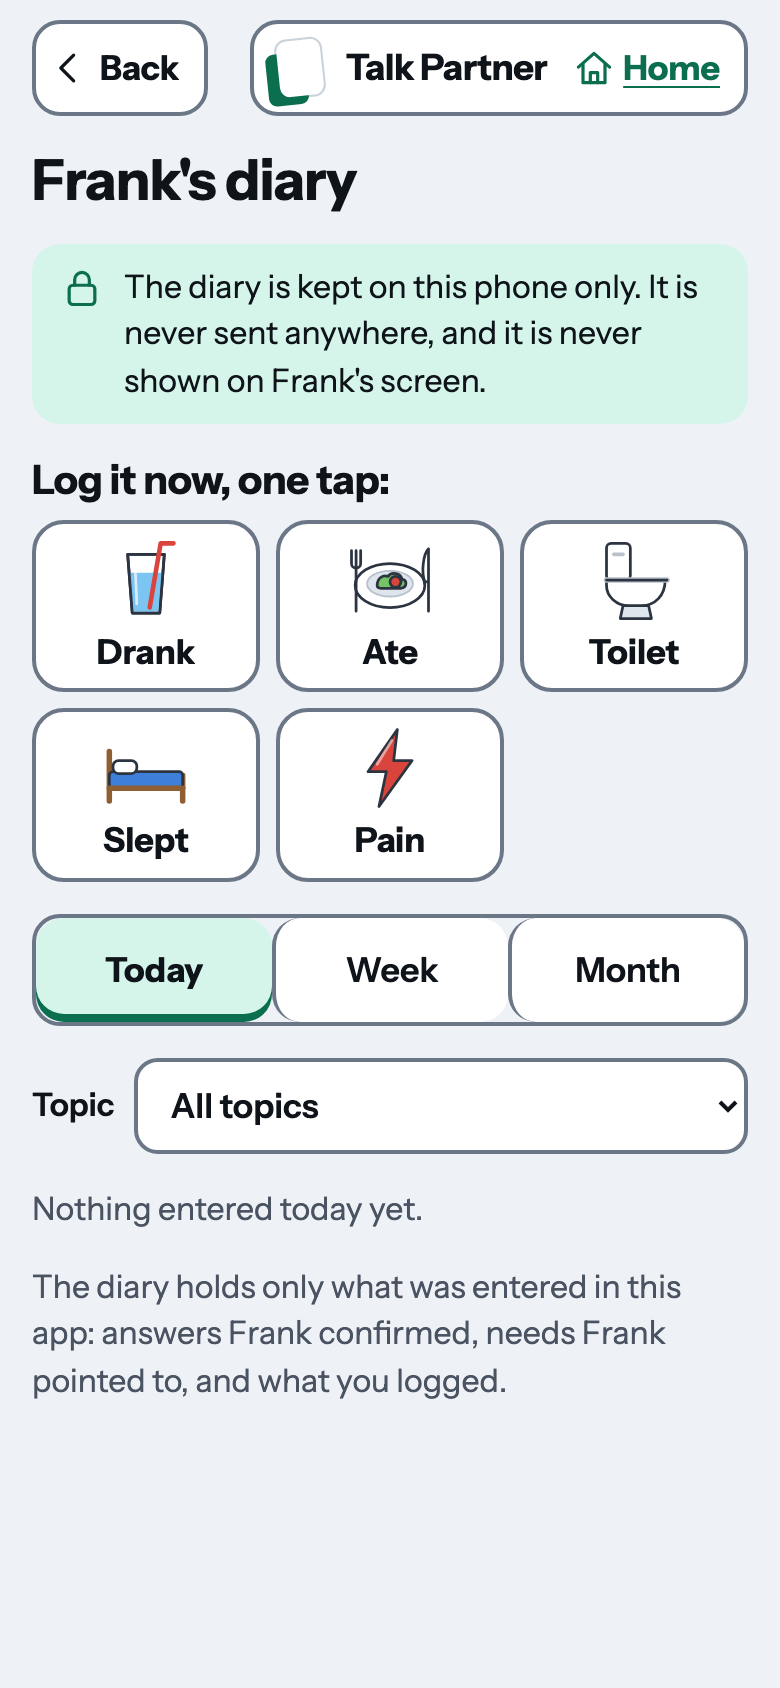 Back
Talk Partner
Home
Frank's diary
The diary is kept on this phone only. It is
never sent anywhere, and it is never
shown on Frank's screen.
Log it now, one tap:
Drank
Ate
Toilet
Slept
Pain
Today
Week
Month
Topic
All topics
Nothing entered today yet.
The diary holds only what was entered in this
app: answers Frank confirmed, needs Frank
pointed to, and what you logged.